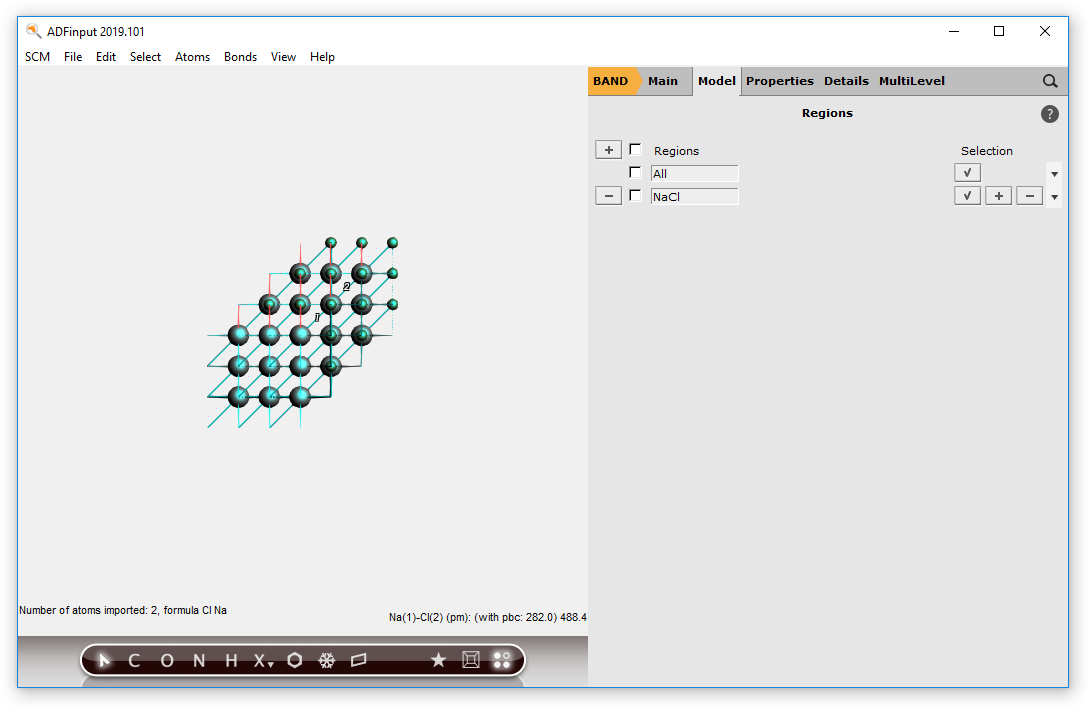 ADFinput 2019.101
SCM File Edit Select Atoms Bonds View Help
BAND Main Model Properties Details MultiLevel
Regions
?
+ Regions Selection
All √
− NaCl √ + −
2
1
Number of atoms imported: 2, formula Cl Na
Na(1)-Cl(2) (pm): (with pbc: 282.0) 488.4
C O N H X